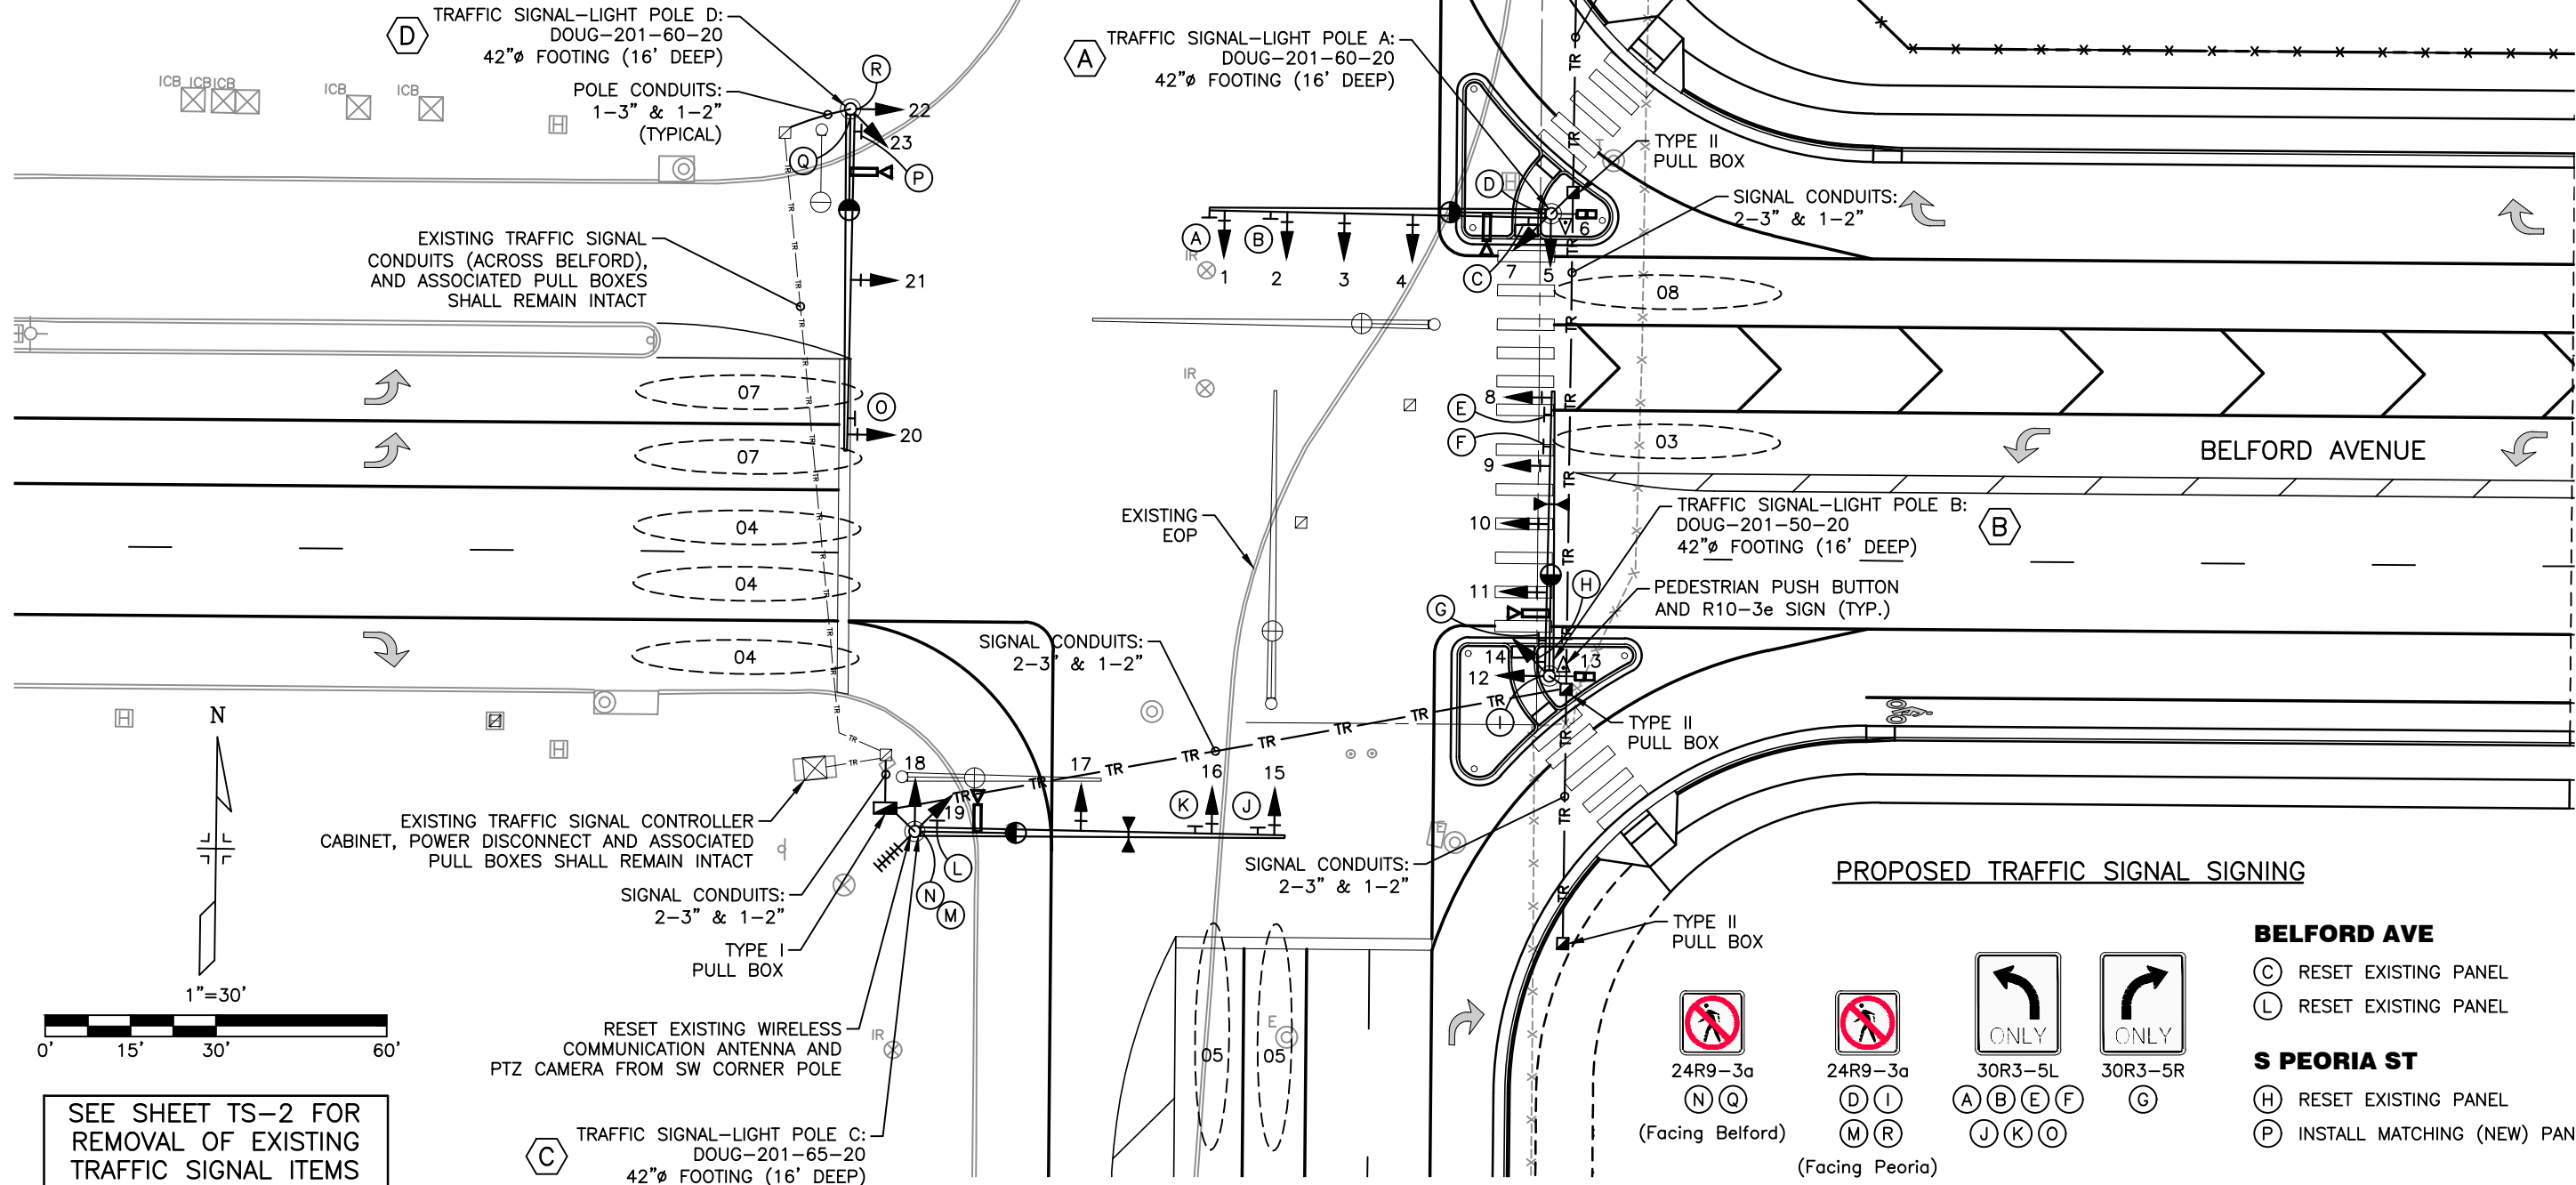 D
TRAFFIC SIGNAL-LIGHT POLE D:
DOUG-201-60-20
42"ø FOOTING (16' DEEP)
POLE CONDUITS:
1-3" & 1-2"
(TYPICAL)
ICB
ICB
ICB
ICB
ICB
H
R
22
23
Q
P
EXISTING TRAFFIC SIGNAL
CONDUITS (ACROSS BELFORD),
AND ASSOCIATED PULL BOXES
SHALL REMAIN INTACT
21
O
20
07
07
04
04
04
A
TRAFFIC SIGNAL-LIGHT POLE A:
DOUG-201-60-20
42"ø FOOTING (16' DEEP)
TYPE II
PULL BOX
SIGNAL CONDUITS:
2-3" & 1-2"
D
A
B
C
IR
IR
1
2
3
4
7
5
6
08
8
E
F
9
03
BELFORD AVENUE
10
11
G
H
TRAFFIC SIGNAL-LIGHT POLE B:
DOUG-201-50-20
42"ø FOOTING (16' DEEP)
B
PEDESTRIAN PUSH BUTTON
AND R10-3e SIGN (TYP.)
EXISTING
EOP
SIGNAL CONDUITS:
2-3" & 1-2"
14
13
12
I
TYPE II
PULL BOX
TR
TR
TR
TR
TR
TR
TR
H
H
H
N
18
17
16
15
19
K
J
L
N
M
EXISTING TRAFFIC SIGNAL CONTROLLER
CABINET, POWER DISCONNECT AND ASSOCIATED
PULL BOXES SHALL REMAIN INTACT
SIGNAL CONDUITS:
2-3" & 1-2"
TYPE I
PULL BOX
SIGNAL CONDUITS:
2-3" & 1-2"
TYPE II
PULL BOX
1"=30'
0'
15'
30'
60'
RESET EXISTING WIRELESS
COMMUNICATION ANTENNA AND
PTZ CAMERA FROM SW CORNER POLE
IR
E
E
05
05
SEE SHEET TS-2 FOR
REMOVAL OF EXISTING
TRAFFIC SIGNAL ITEMS
C
TRAFFIC SIGNAL-LIGHT POLE C:
DOUG-201-65-20
42"ø FOOTING (16' DEEP)
PROPOSED TRAFFIC SIGNAL SIGNING
24R9-3a
N Q
(Facing Belford)
24R9-3a
D I
M R
(Facing Peoria)
ONLY
30R3-5L
A B E F
J K O
ONLY
30R3-5R
G
BELFORD AVE
C RESET EXISTING PANEL
L RESET EXISTING PANEL
S PEORIA ST
H RESET EXISTING PANEL
P INSTALL MATCHING (NEW) PAN